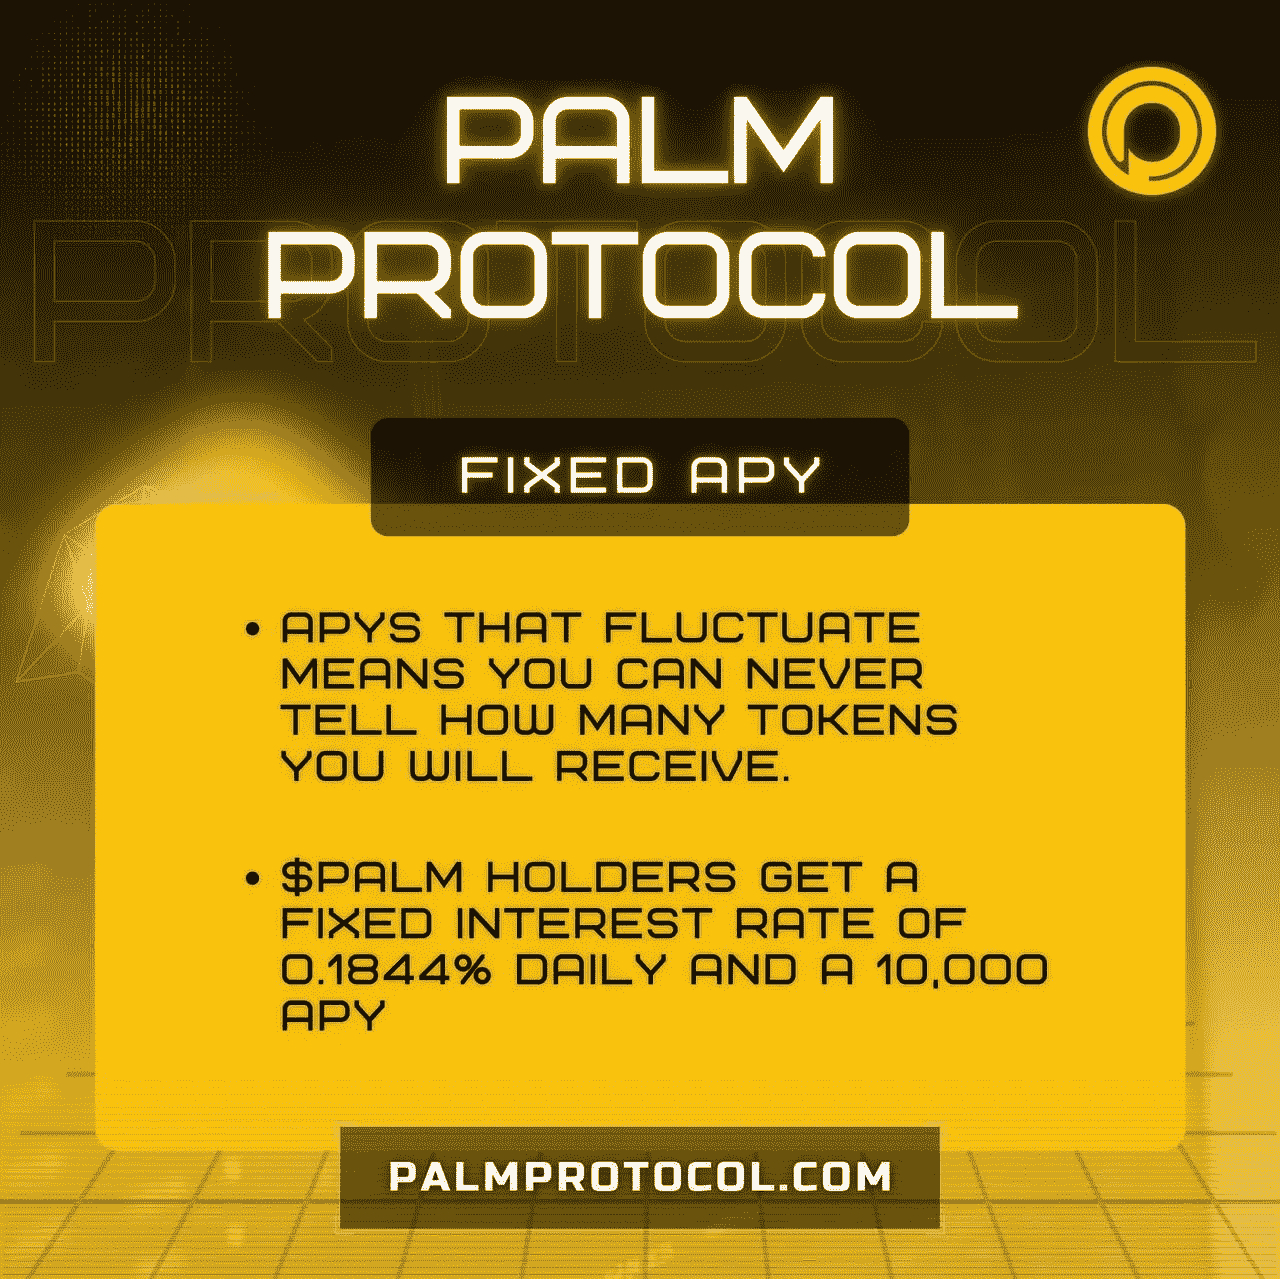 PALM
PROTOCOL
PROTOCOL
FIXED APY
• APYS THAT FLUCTUATE
MEANS YOU CAN NEVER
TELL HOW MANY TOKENS
YOU WILL RECEIVE.
• $PALM HOLDERS GET A
FIXED INTEREST RATE OF
0.1844% DAILY AND A 10,000
APY
PALMPROTOCOL.COM